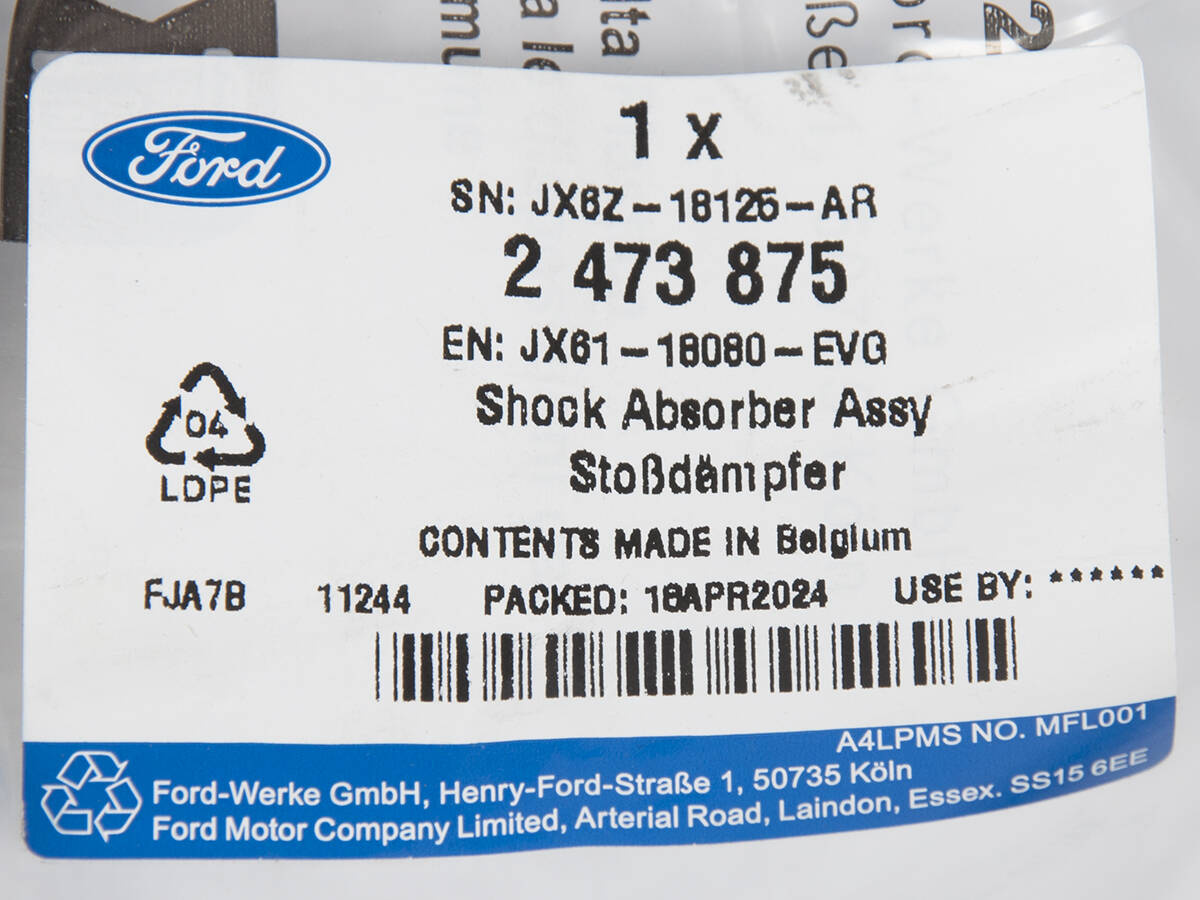 Ford
1 x
SN: JX6Z-18125-AR
2 473 875
EN: JX61-18080-EVG
Shock Absorber Assy
Stoßdämpfer
04
LDPE
CONTENTS MADE IN Belgium
FJA7B 11244 PACKED: 18APR2024 USE BY: ******
A4LPMS NO. MFL001
Ford-Werke GmbH, Henry-Ford-Straße 1, 50735 Köln
Ford Motor Company Limited, Arterial Road, Laindon, Essex. SS15 6EE